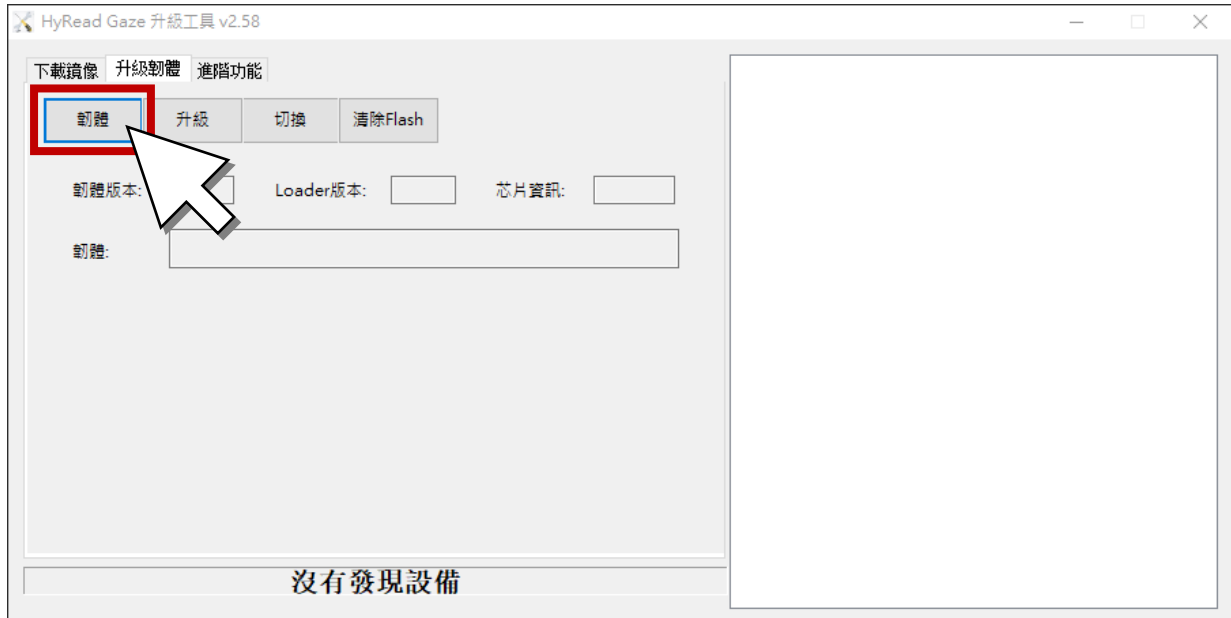 HyRead Gaze 升級工具 v2.58
下載鏡像 升級韌體 進階功能
韌體 升級 切換 清除Flash
韌體版本: Loader版本: 芯片資訊:
韌體:
沒有發現設備